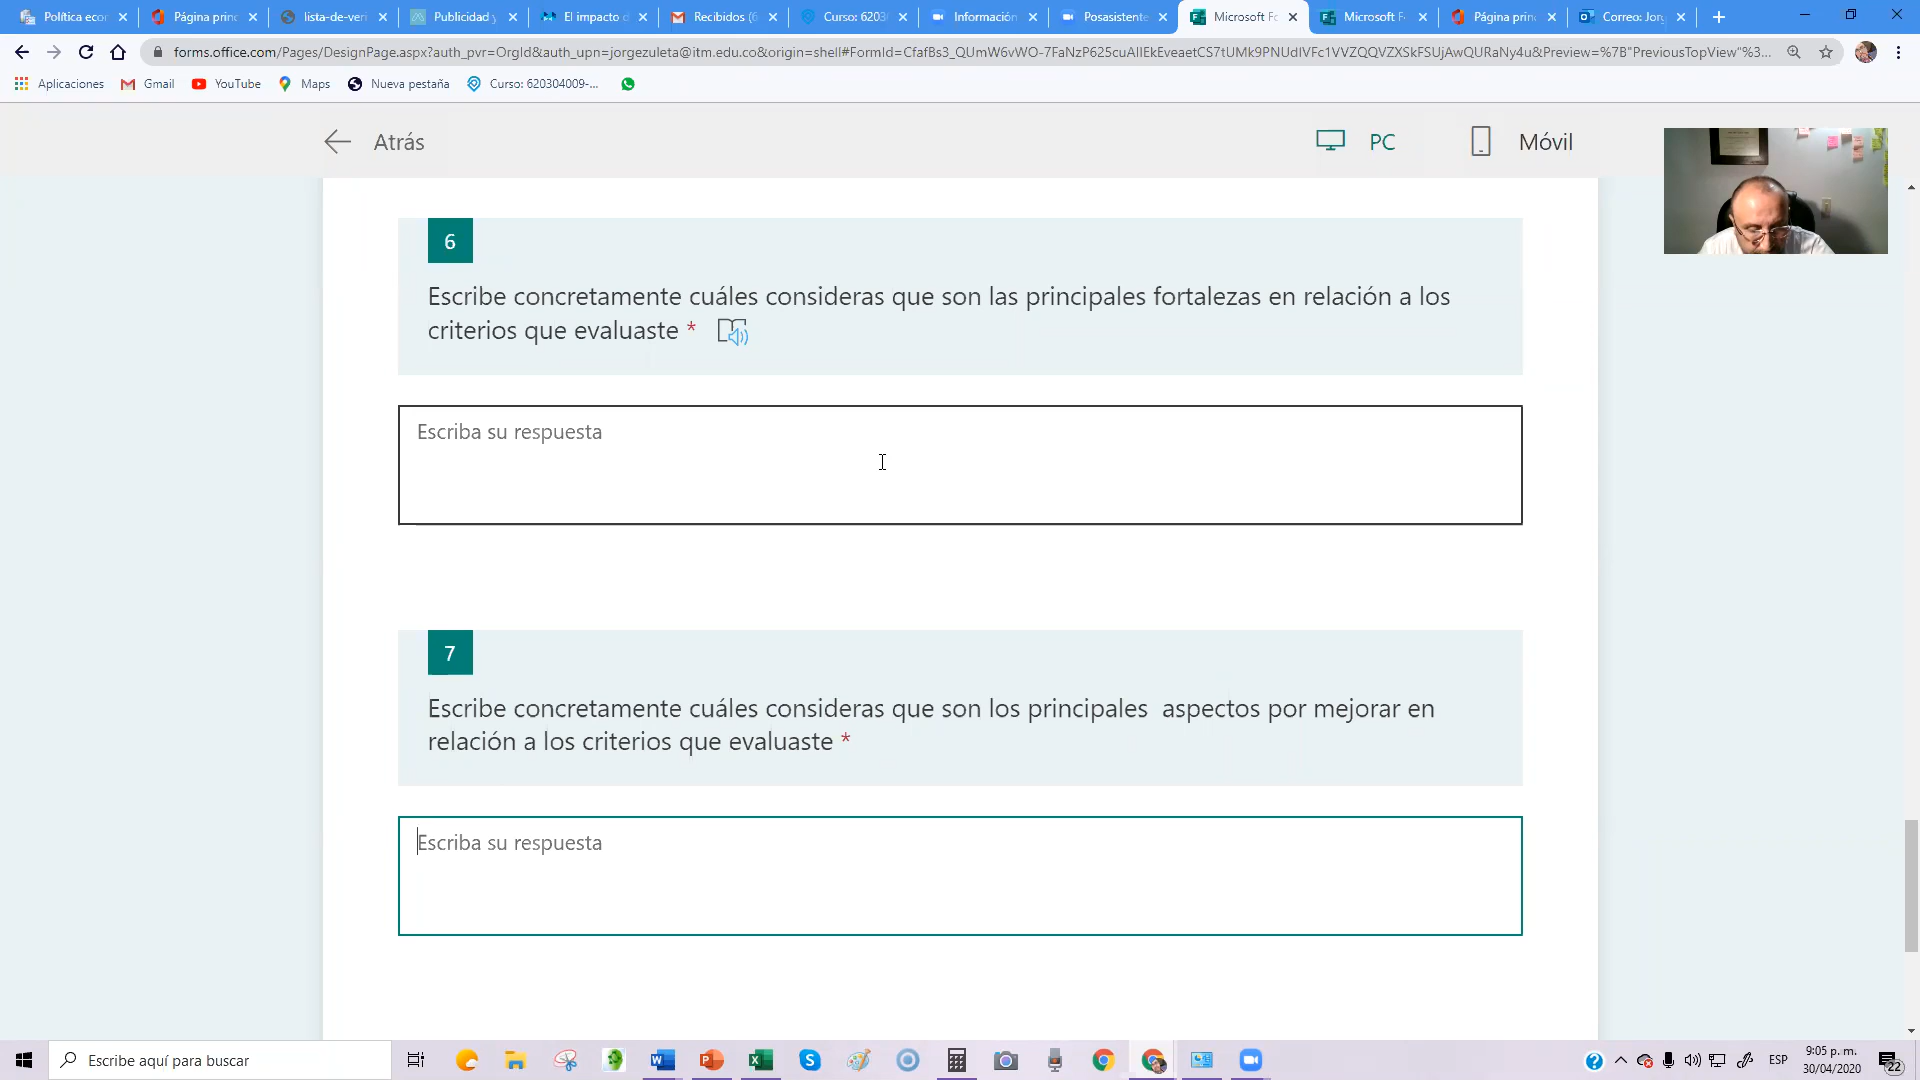 Política ecor
Página princ
lista-de-veri
Publicidad y
El impacto d
Recibidos (6
Curso: 6203
Información
Posasistente
Microsoft Fo
Microsoft F
Página princ
Correo: Jorg
forms.office.com/Pages/DesignPage.aspx?auth_pvr=OrgId&auth_upn=jorgezuleta@itm.edu.co&origin=shell#FormId=CfafBs3_QUmW6vWO-7FaNzP625cuAIIEkEveaetCS7tUMk9PNUdIVFc1VVZQQVZXSkFSUjAwQURaNy4u&Preview=%7B"PreviousTopView"%3...
Aplicaciones
Gmail
YouTube
Maps
Nueva pestaña
Curso: 620304009-...
Atrás
PC
Móvil
6
Escribe concretamente cuáles consideras que son las principales fortalezas en relación a los
criterios que evaluaste *
Escriba su respuesta
7
Escribe concretamente cuáles consideras que son los principales aspectos por mejorar en
relación a los criterios que evaluaste *
Escriba su respuesta
Escribe aquí para buscar
ESP
9:05 p. m.
30/04/2020
22